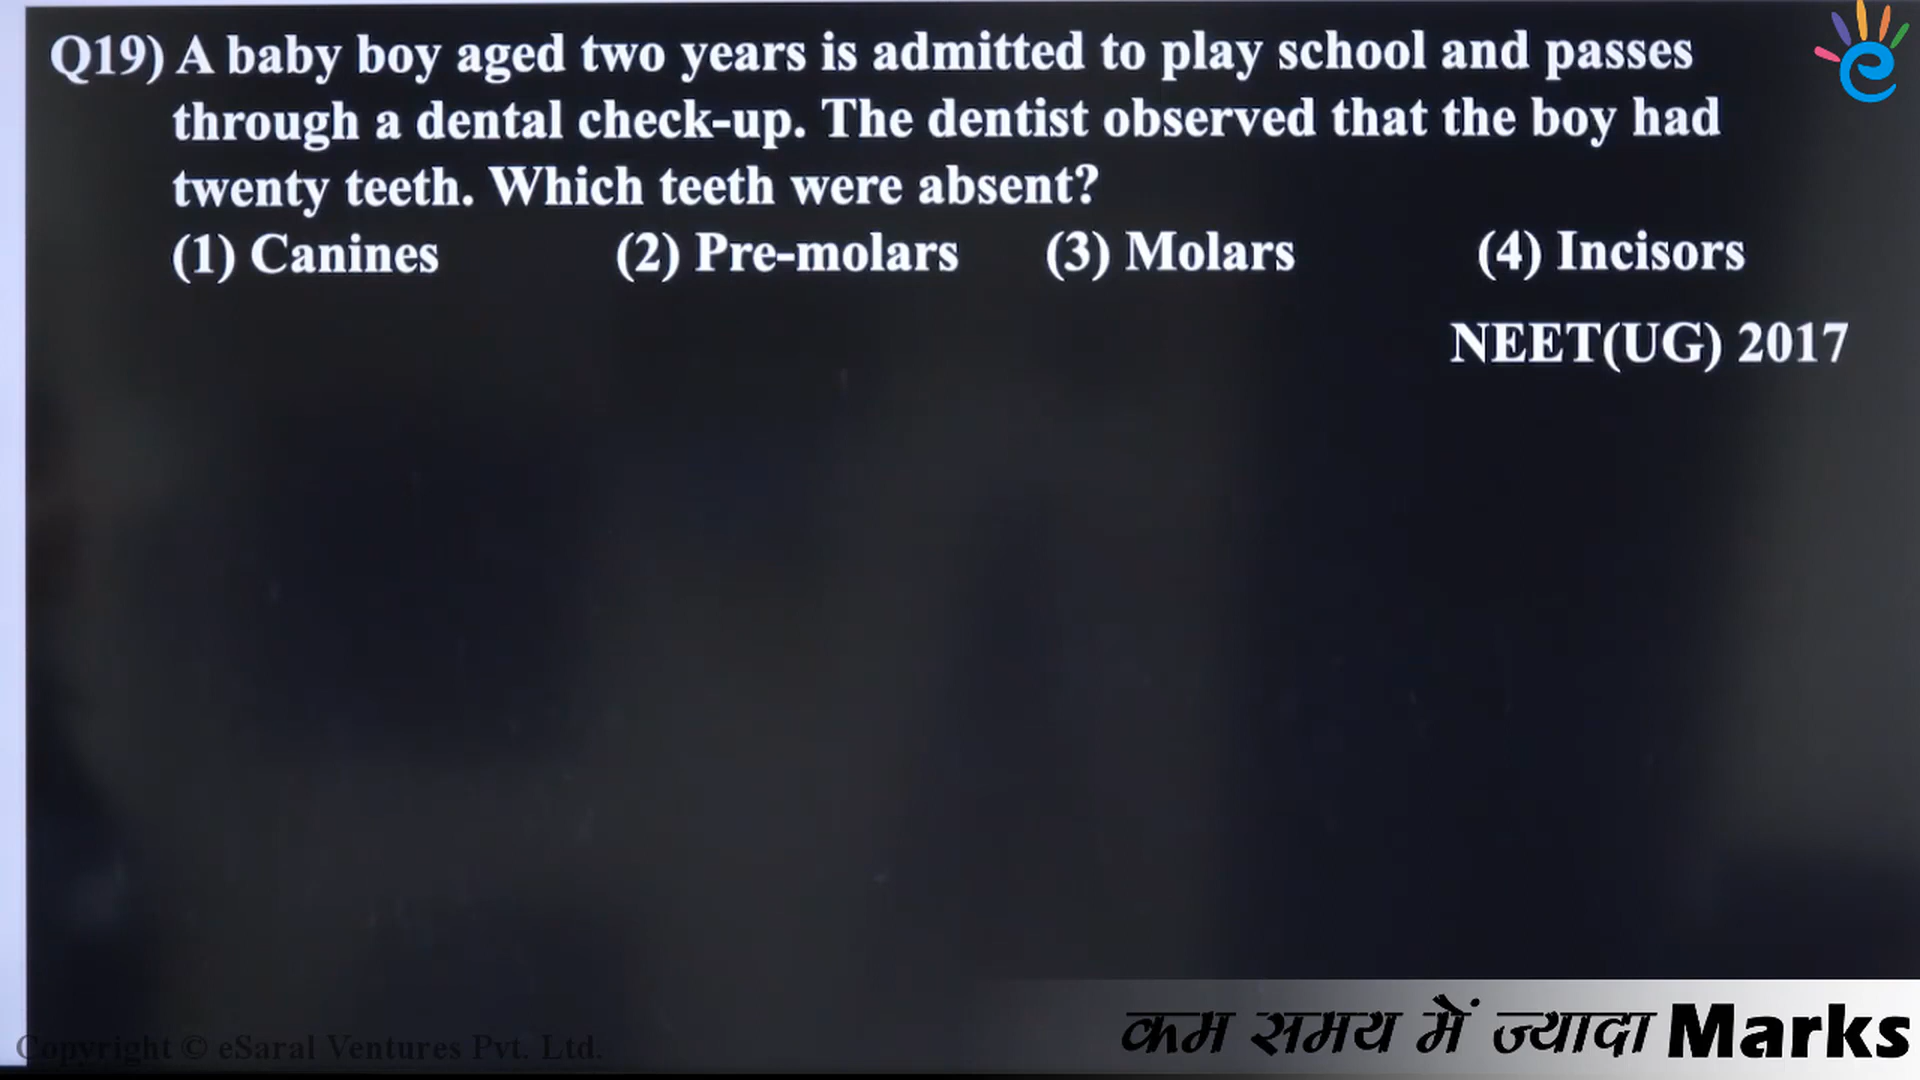 Q19) A baby boy aged two years is admitted to play school and passes
through a dental check-up. The dentist observed that the boy had
twenty teeth. Which teeth were absent?
(1) Canines (2) Pre-molars (3) Molars (4) Incisors
NEET(UG) 2017
कम समय में ज्यादा Marks
Copyright © eSaral Ventures Pvt. Ltd.